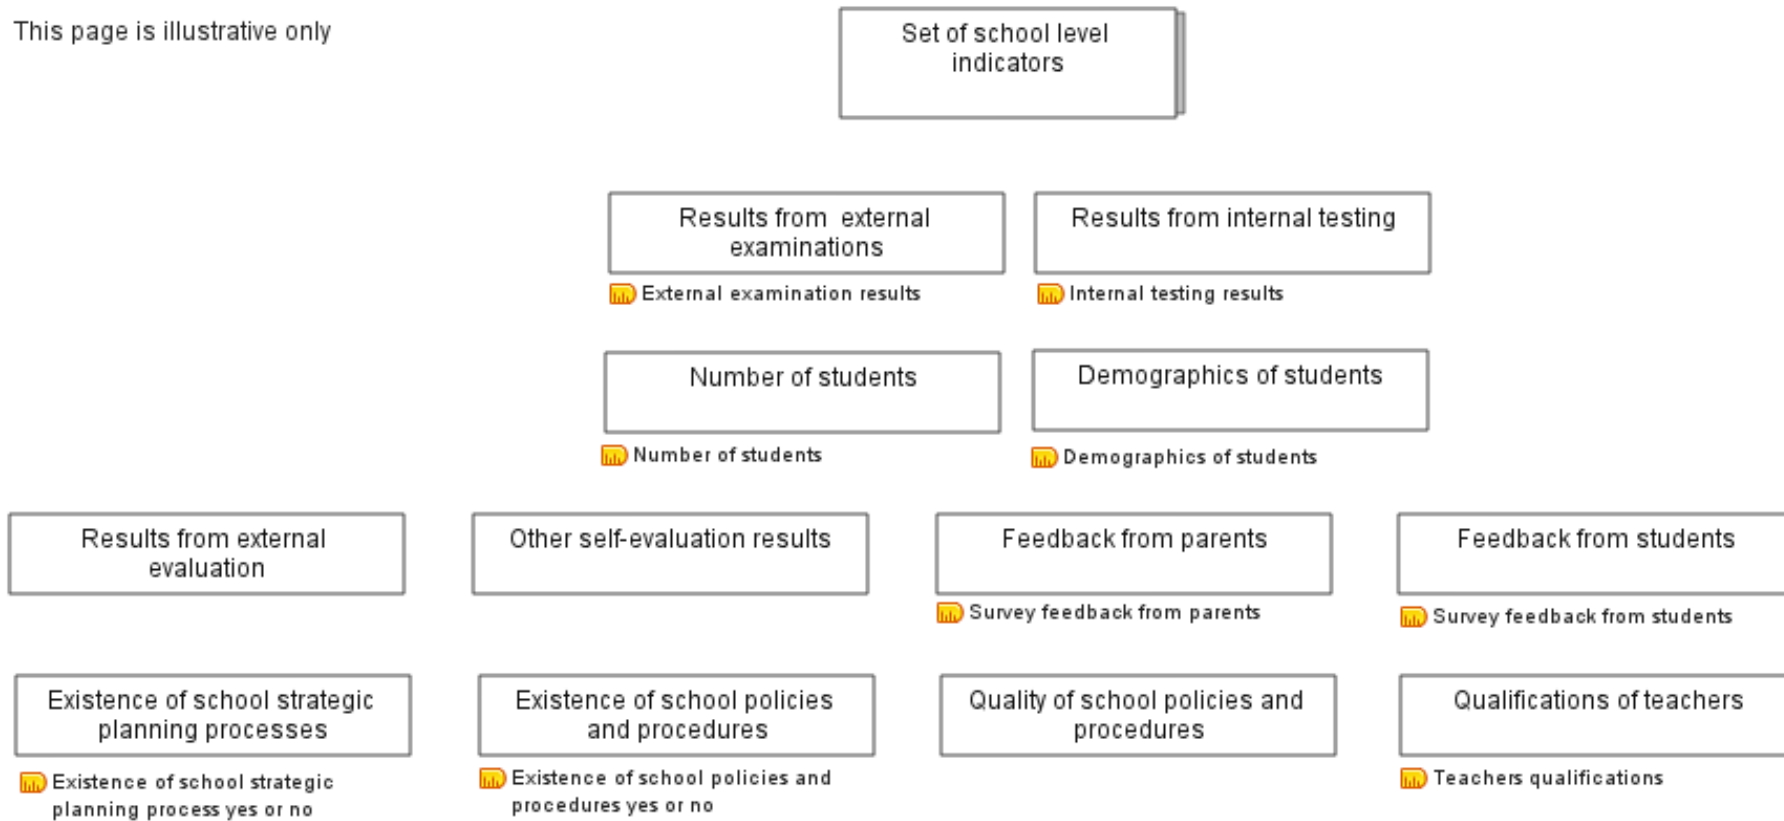 This page is illustrative only
Set of school level
indicators
Results from external
examinations
Results from internal testing
External examination results
Internal testing results
Number of students
Demographics of students
Number of students
Demographics of students
Results from external
evaluation
Other self-evaluation results
Feedback from parents
Feedback from students
Survey feedback from parents
Survey feedback from students
Existence of school strategic
planning processes
Existence of school policies
and procedures
Quality of school policies and
procedures
Qualifications of teachers
Existence of school strategic
planning process yes or no
Existence of school policies and
procedures yes or no
Teachers qualifications